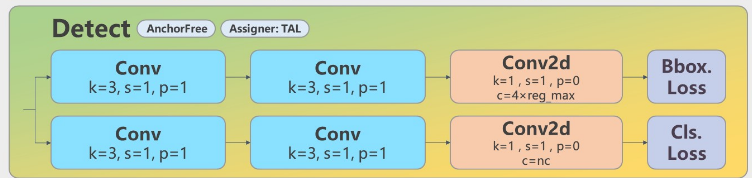 Detect AnchorFree Assigner: TAL
Conv
k=3, s=1, p=1
Conv
k=3, s=1, p=1
Conv2d
k=1 , s=1 , p=0
c=4×reg_max
Bbox.
Loss
Conv
k=3, s=1, p=1
Conv
k=3, s=1, p=1
Conv2d
k=1 , s=1 , p=0
c=nc
Cls.
Loss